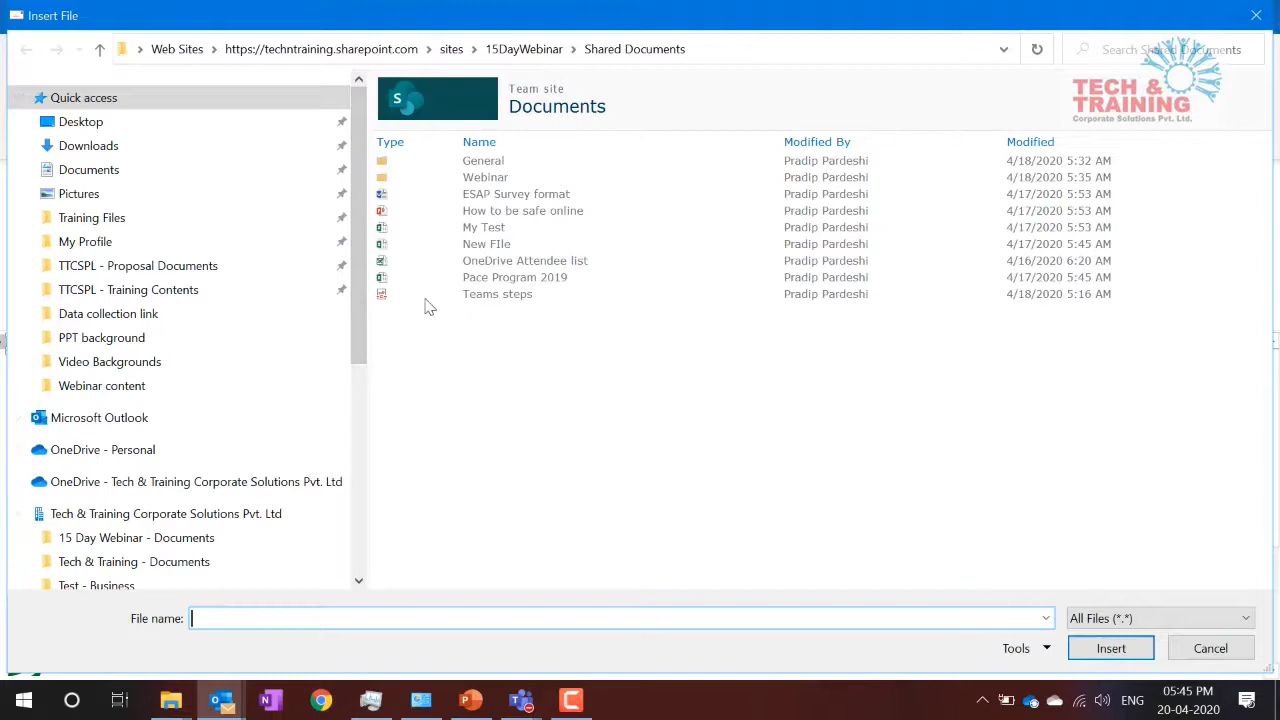 Insert File
Web Sites > https://techntraining.sharepoint.com > sites > 15DayWebinar > Shared Documents
Search Shared Documents
TECH &
TRAINING
Corporate Solutions Pvt. Ltd.
Quick access
Desktop
Downloads
Documents
Pictures
Training Files
My Profile
TTCSPL - Proposal Documents
TTCSPL - Training Contents
Data collection link
PPT background
Video Backgrounds
Webinar content
Microsoft Outlook
OneDrive - Personal
OneDrive - Tech & Training Corporate Solutions Pvt. Ltd
Tech & Training Corporate Solutions Pvt. Ltd
15 Day Webinar - Documents
Tech & Training - Documents
Test - Business
Team site
Documents
Type Name Modified By Modified
General Pradip Pardeshi 4/18/2020 5:32 AM
Webinar Pradip Pardeshi 4/18/2020 5:35 AM
ESAP Survey format Pradip Pardeshi 4/17/2020 5:53 AM
How to be safe online Pradip Pardeshi 4/17/2020 5:53 AM
My Test Pradip Pardeshi 4/17/2020 5:53 AM
New FIle Pradip Pardeshi 4/17/2020 5:45 AM
OneDrive Attendee list Pradip Pardeshi 4/16/2020 6:20 AM
Pace Program 2019 Pradip Pardeshi 4/17/2020 5:45 AM
Teams steps Pradip Pardeshi 4/18/2020 5:16 AM
File name:
All Files (*.*)
Tools
Insert
Cancel
ENG
05:45 PM
20-04-2020